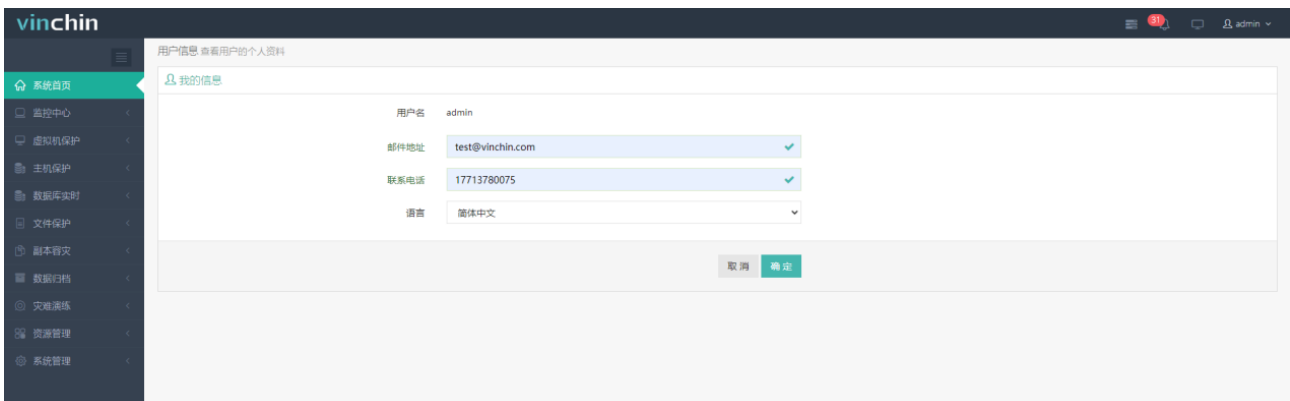 vinchin
31
admin
用户信息 查看用户的个人资料
系统首页
监控中心
虚拟机保护
主机保护
数据库实时
文件保护
副本容灾
数据归档
灾难演练
资源管理
系统管理
我的信息
用户名 admin
邮件地址 test@vinchin.com
联系电话 17713780075
语言 简体中文
取消 确定